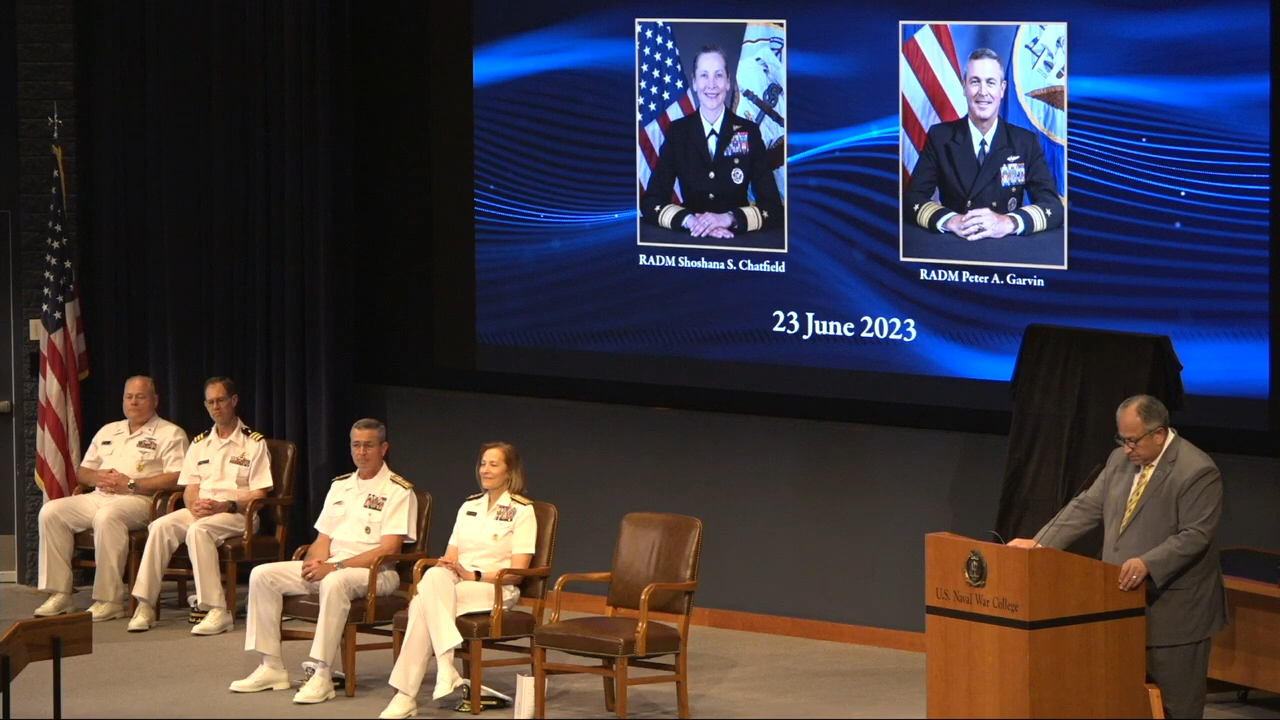 RADM Shoshana S. Chatfield
RADM Peter A. Garvin
23 June 2023
U.S. Naval War College